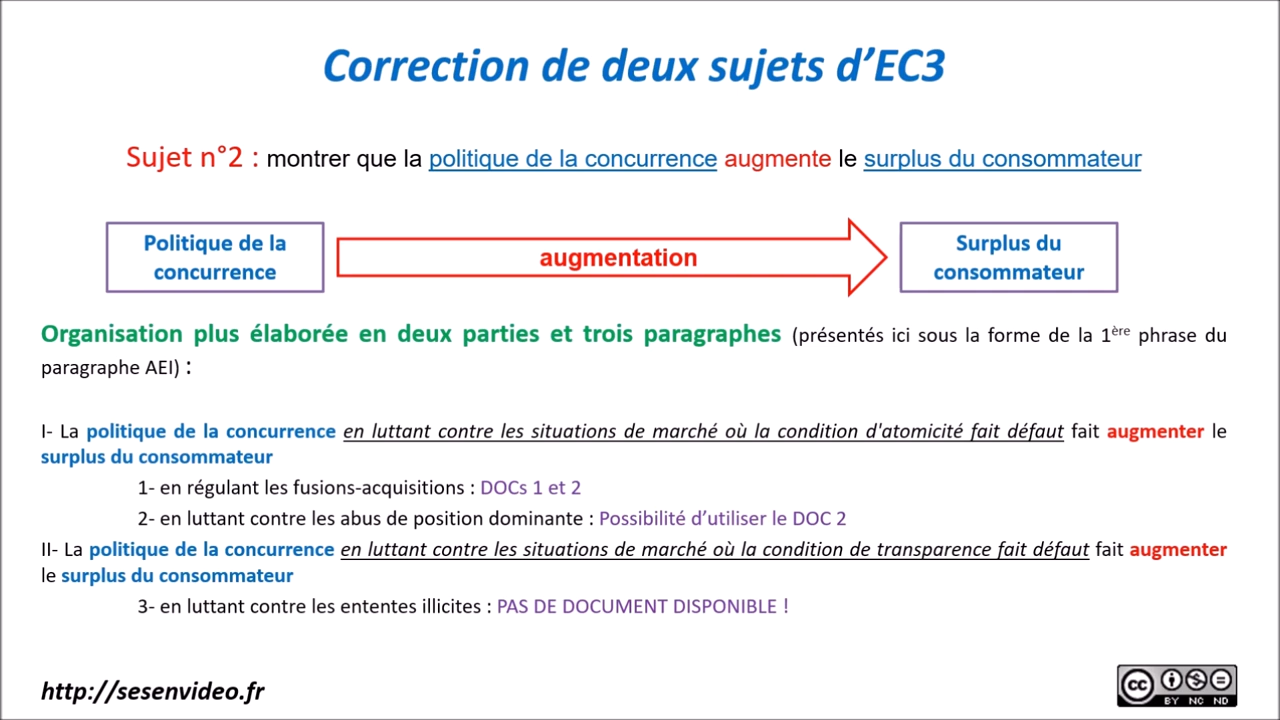 Correction de deux sujets d'EC3
Sujet n°2 : montrer que la politique de la concurrence augmente le surplus du consommateur
Politique de la
concurrence
augmentation
Surplus du
consommateur
Organisation plus élaborée en deux parties et trois paragraphes (présentés ici sous la forme de la 1ère phrase du
paragraphe AEI) :
I- La politique de la concurrence en luttant contre les situations de marché où la condition d'atomicité fait défaut fait augmenter le
surplus du consommateur
1- en régulant les fusions-acquisitions : DOCs 1 et 2
2- en luttant contre les abus de position dominante : Possibilité d'utiliser le DOC 2
II- La politique de la concurrence en luttant contre les situations de marché où la condition de transparence fait défaut fait augmenter
le surplus du consommateur
3- en luttant contre les ententes illicites : PAS DE DOCUMENT DISPONIBLE !
http://sesenvideo.fr
cc
BY NC ND